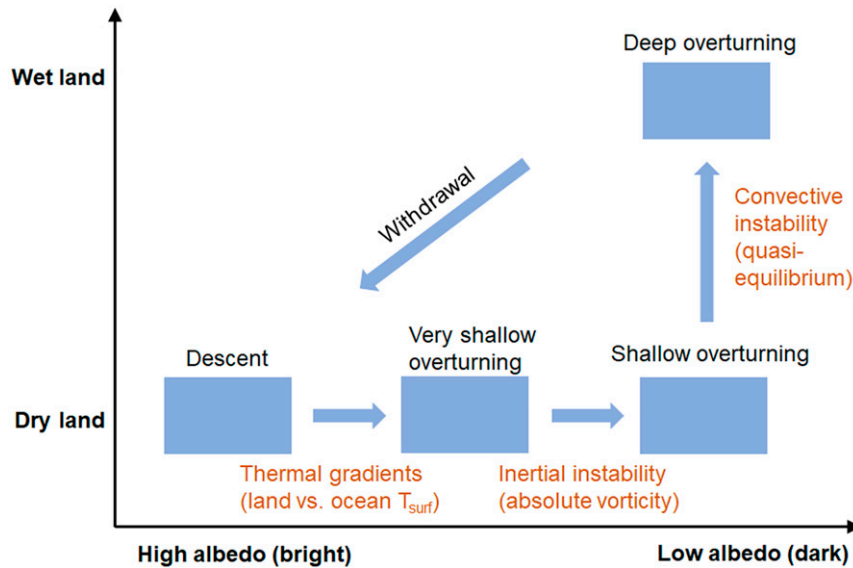 Deep overturning
Wet land
Withdrawal
Convective
instability
(quasi-
equilibrium)
Descent
Very shallow
overturning
Shallow overturning
Dry land
Thermal gradients
(land vs. ocean Tsurf)
Inertial instability
(absolute vorticity)
High albedo (bright)
Low albedo (dark)